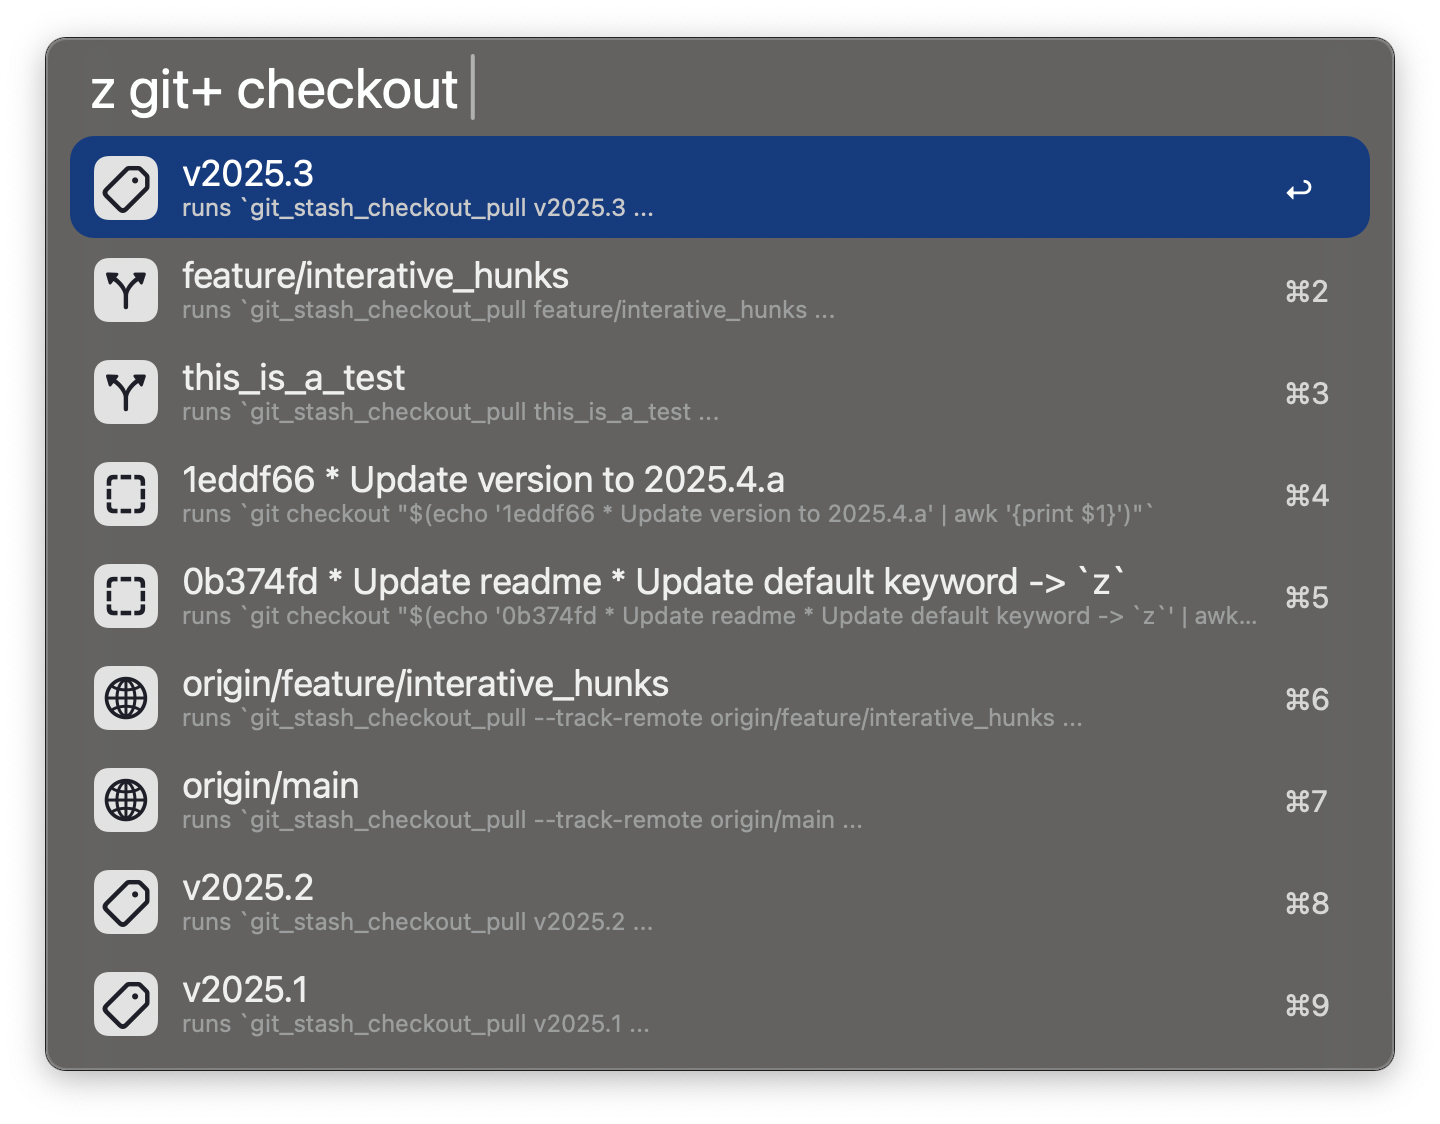 z git+ checkout
v2025.3
runs `git_stash_checkout_pull v2025.3 ...
feature/interative_hunks
runs `git_stash_checkout_pull feature/interative_hunks ...
⌘2
this_is_a_test
runs `git_stash_checkout_pull this_is_a_test ...
⌘3
1eddf66 * Update version to 2025.4.a
runs `git checkout "$(echo '1eddf66 * Update version to 2025.4.a' | awk '{print $1}')"`
⌘4
0b374fd * Update readme * Update default keyword -> `z`
runs `git checkout "$(echo '0b374fd * Update readme * Update default keyword -> `z`' | awk...
⌘5
origin/feature/interative_hunks
runs `git_stash_checkout_pull --track-remote origin/feature/interative_hunks ...
⌘6
origin/main
runs `git_stash_checkout_pull --track-remote origin/main ...
⌘7
v2025.2
runs `git_stash_checkout_pull v2025.2 ...
⌘8
v2025.1
runs `git_stash_checkout_pull v2025.1 ...
⌘9